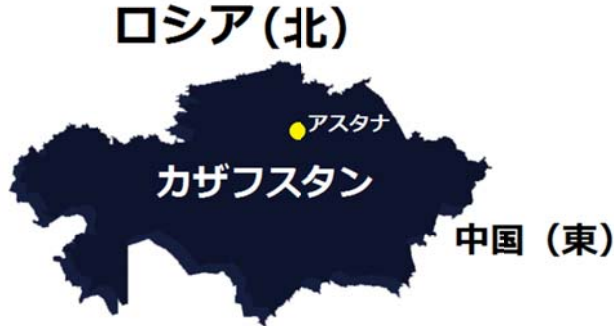 ロシア(北)
アスタナ
カザフスタン
中国（東）